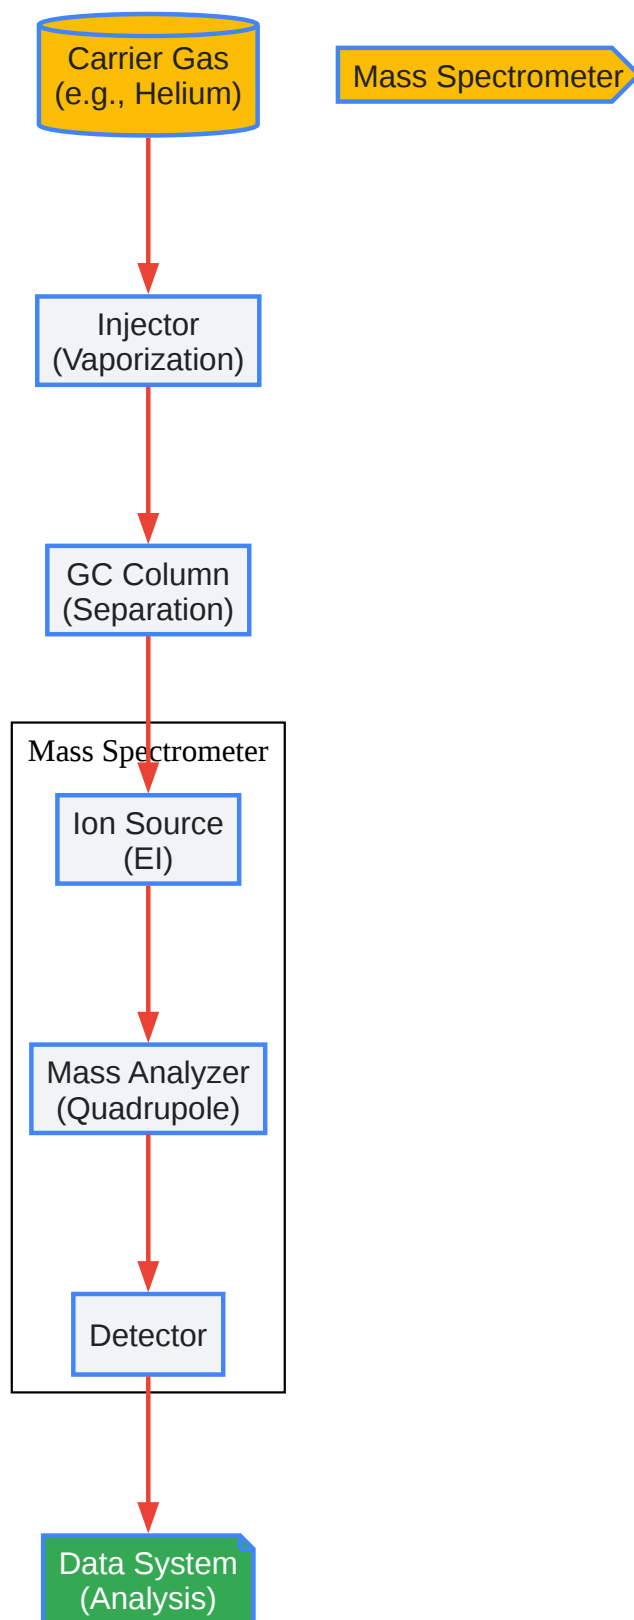 Carrier Gas
(e.g., Helium)
Mass Spectrometer
Injector
(Vaporization)
GC Column
(Separation)
Mass Spectrometer
Ion Source
(EI)
Mass Analyzer
(Quadrupole)
Detector
Data System
(Analysis)